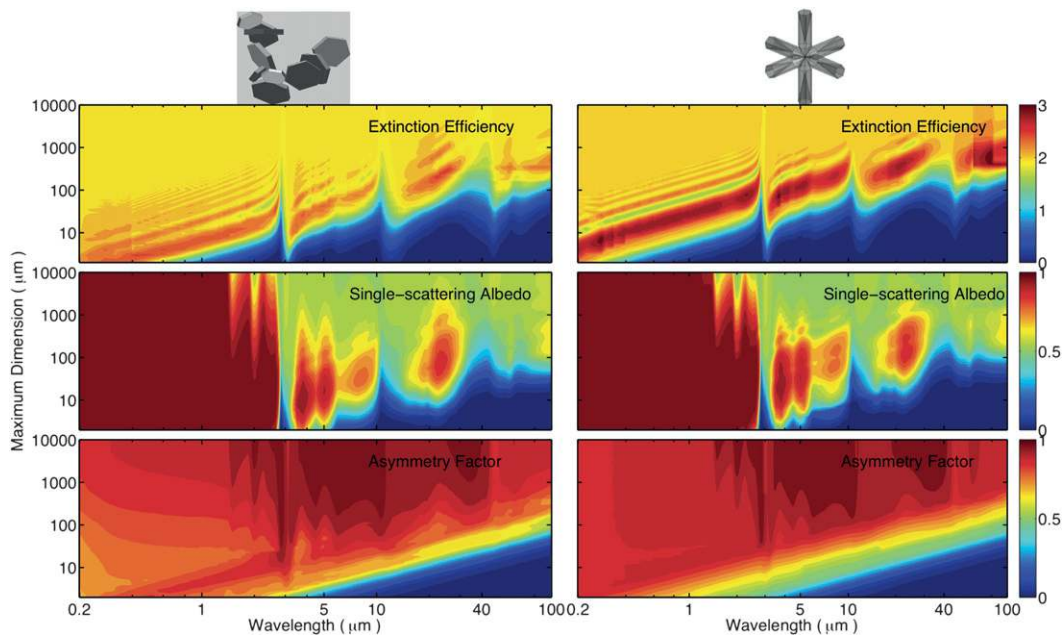 10000
1000
100
10
Extinction Efficiency
Extinction Efficiency
3
2
1
0
10000
1000
100
10
Single-scattering Albedo
Single-scattering Albedo
1
0.5
0
10000
1000
100
10
Asymmetry Factor
Asymmetry Factor
1
0.5
0
Maximum Dimension ( μm )
0.2 1 5 10 40 100
0.2 1 5 10 40 100
Wavelength ( μm )
Wavelength ( μm )